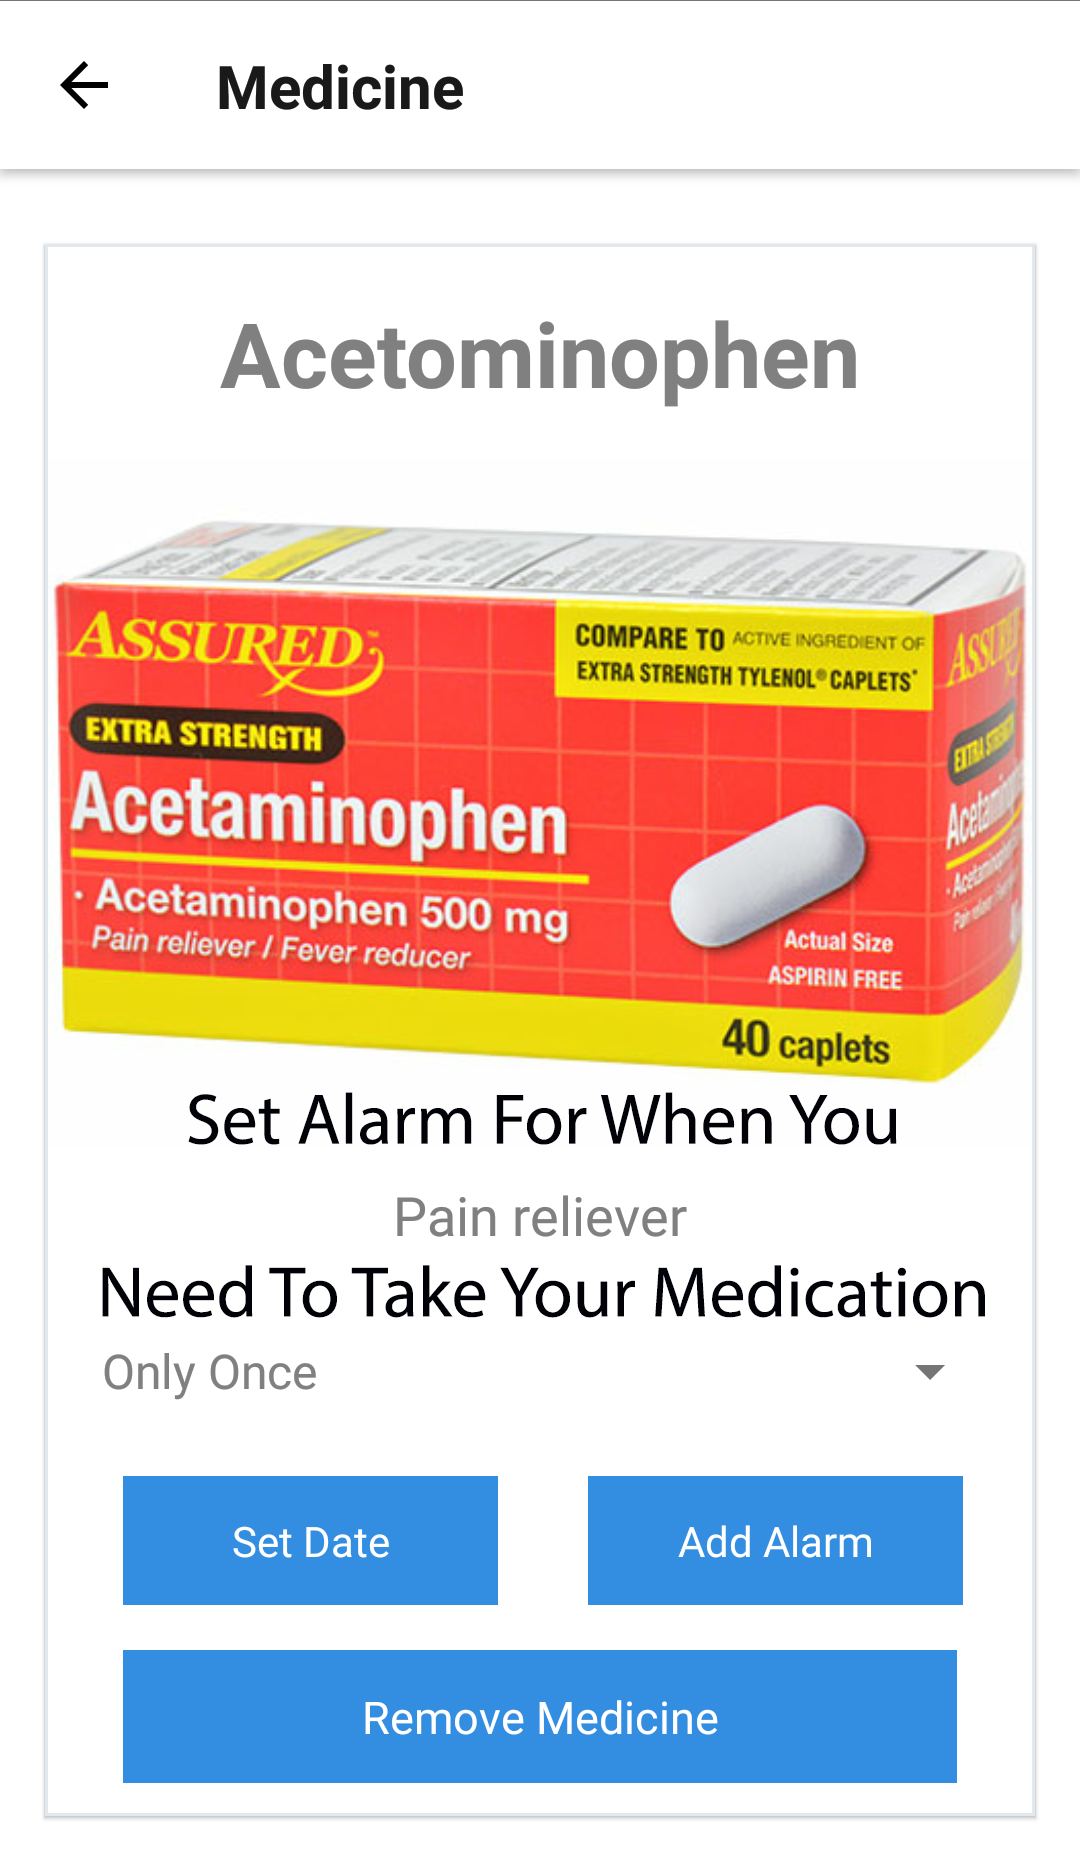 Medicine
Acetominophen
ASSURED™
COMPARE TO ACTIVE INGREDIENT OF
EXTRA STRENGTH TYLENOL® CAPLETS*
EXTRA STRENGTH
Acetaminophen
• Acetaminophen 500 mg
Pain reliever / Fever reducer
Actual Size
ASPIRIN FREE
40 caplets
Set Alarm For When You
Pain reliever
Need To Take Your Medication
Only Once
Set Date
Add Alarm
Remove Medicine